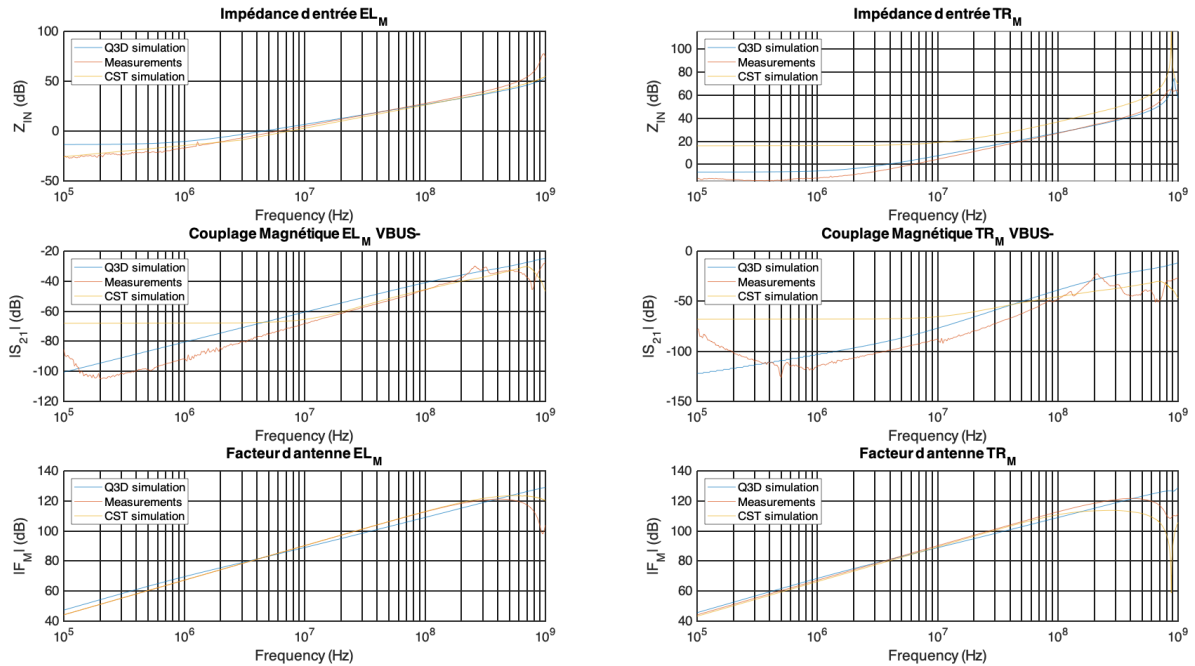 Impédance d entrée EL_M
100
50
0
-50
Z_IN (dB)
Q3D simulation
Measurements
CST simulation
10^5
10^6
10^7
10^8
10^9
Frequency (Hz)
Impédance d entrée TR_M
100
80
60
40
20
0
Z_IN (dB)
Q3D simulation
Measurements
CST simulation
10^5
10^6
10^7
10^8
10^9
Frequency (Hz)
Couplage Magnétique EL_M VBUS-
-20
-40
-60
-80
-100
-120
|S_21| (dB)
Q3D simulation
Measurements
CST simulation
10^5
10^6
10^7
10^8
10^9
Frequency (Hz)
Couplage Magnétique TR_M VBUS-
0
-50
-100
-150
|S_21| (dB)
Q3D simulation
Measurements
CST simulation
10^5
10^6
10^7
10^8
10^9
Frequency (Hz)
Facteur d antenne EL_M
140
120
100
80
60
40
|F_M| (dB)
Q3D simulation
Measurements
CST simulation
10^5
10^6
10^7
10^8
10^9
Frequency (Hz)
Facteur d antenne TR_M
140
120
100
80
60
40
|F_M| (dB)
Q3D simulation
Measurements
CST simulation
10^5
10^6
10^7
10^8
10^9
Frequency (Hz)